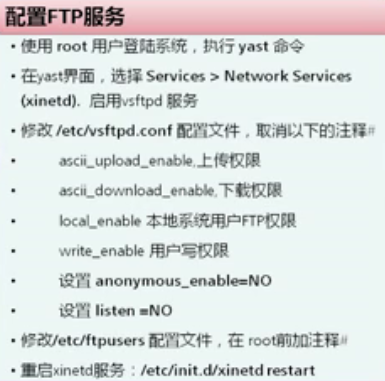 配置FTP服务
• 使用 root 用户登陆系统，执行 yast 命令
• 在yast界面，选择 Services > Network Services
(xinetd). 启用vsftpd 服务
• 修改 /etc/vsftpd.conf 配置文件，取消以下的注释#
• ascii_upload_enable,上传权限
• ascii_download_enable,下载权限
• local_enable 本地系统用户FTP权限
• write_enable 用户写权限
• 设置 anonymous_enable=NO
• 设置 listen =NO
• 修改/etc/ftpusers 配置文件，在 root前加注释#
• 重启xinetd服务：/etc/init.d/xinetd restart